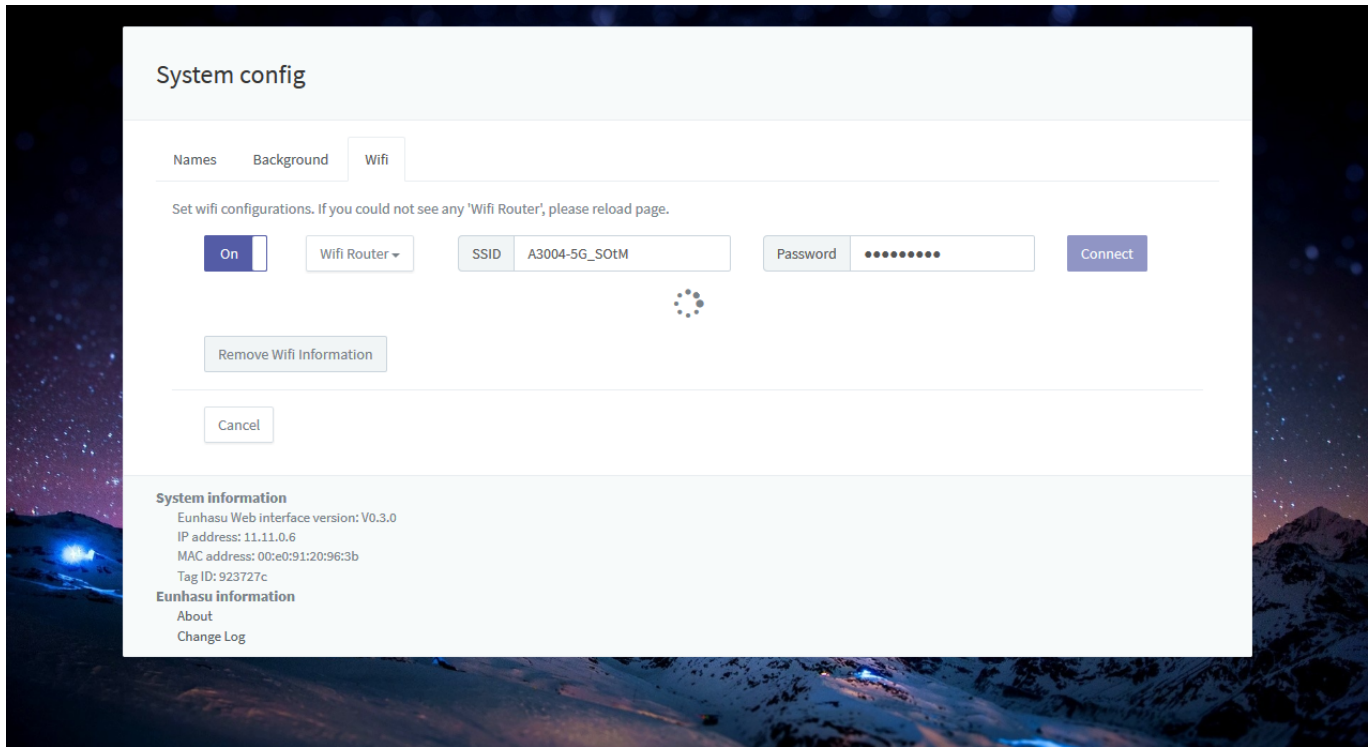 System config
Names Background Wifi
Set wifi configurations. If you could not see any 'Wifi Router', please reload page.
On Wifi Router SSID A3004-5G_SOtM Password ●●●●●●●●● Connect
Remove Wifi Information
Cancel
System information
Eunhasu Web interface version: V0.3.0
IP address: 11.11.0.6
MAC address: 00:e0:91:20:96:3b
Tag ID: 923727c
Eunhasu information
About
Change Log